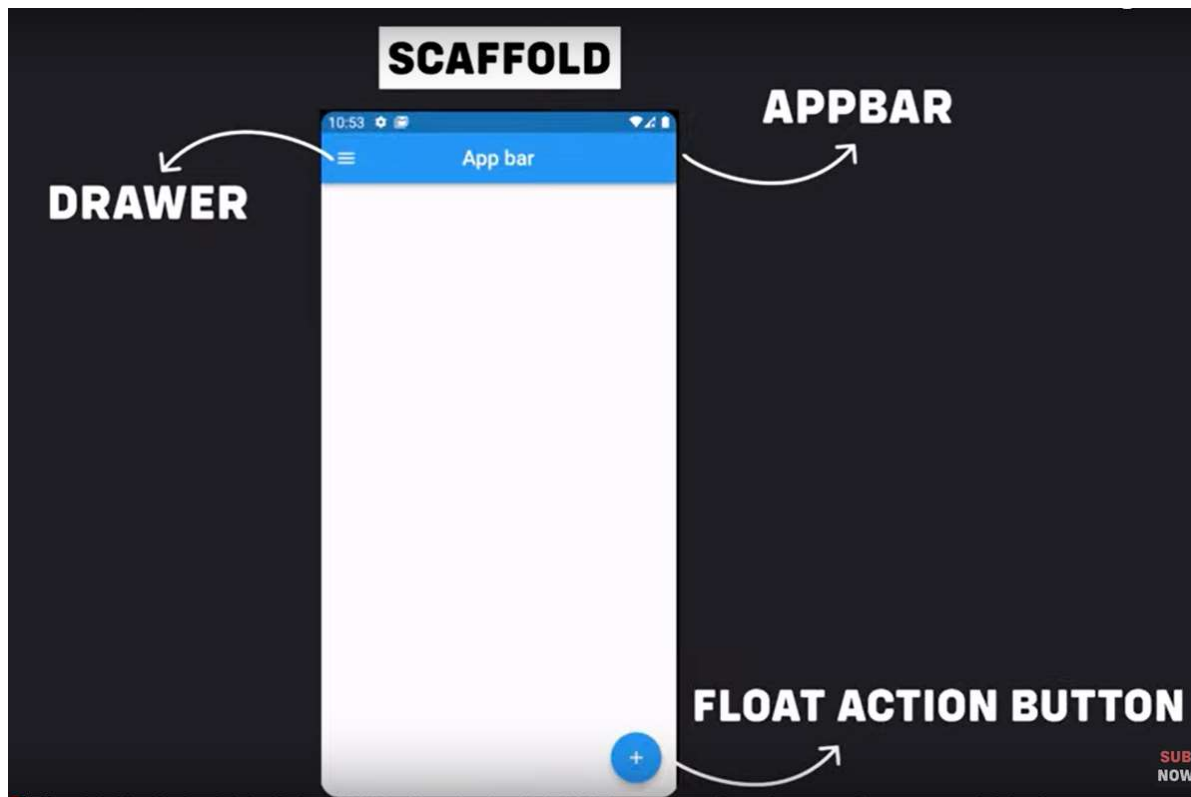 SCAFFOLD
APPBAR
10:53
App bar
DRAWER
FLOAT ACTION BUTTON
SUB
NOW